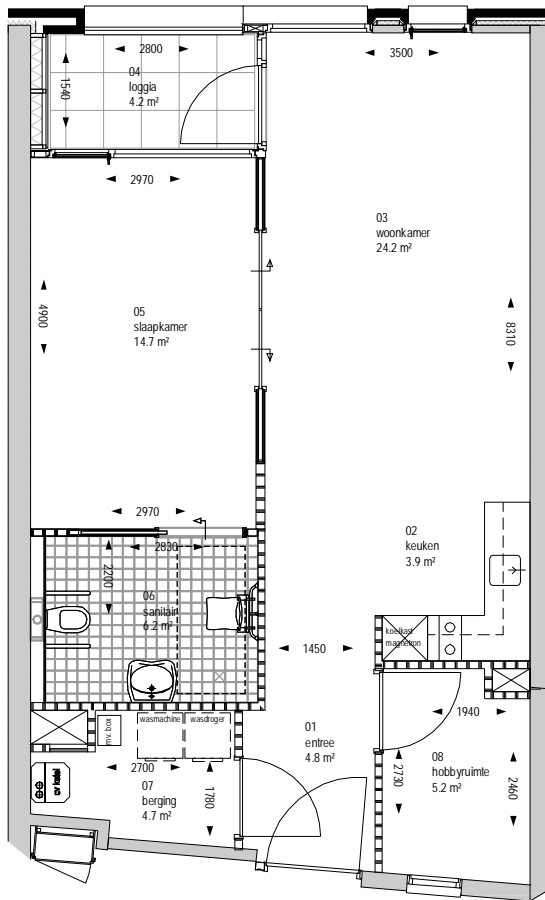 2800
3500
04
loggia
4.2 m²
1540
2970
03
woonkamer
24.2 m²
4900
05
slaapkamer
14.7 m²
8310
2970
2830
02
keuken
3.9 m²
2200
06
sanitair
6.2 m²
koelkast
magnetron
1450
wasmachine
wasdroger
m.v. box
01
entree
4.8 m²
1940
2700
07
berging
4.7 m²
1780
cv ketel
2730
08
hobbyruimte
5.2 m²
2460